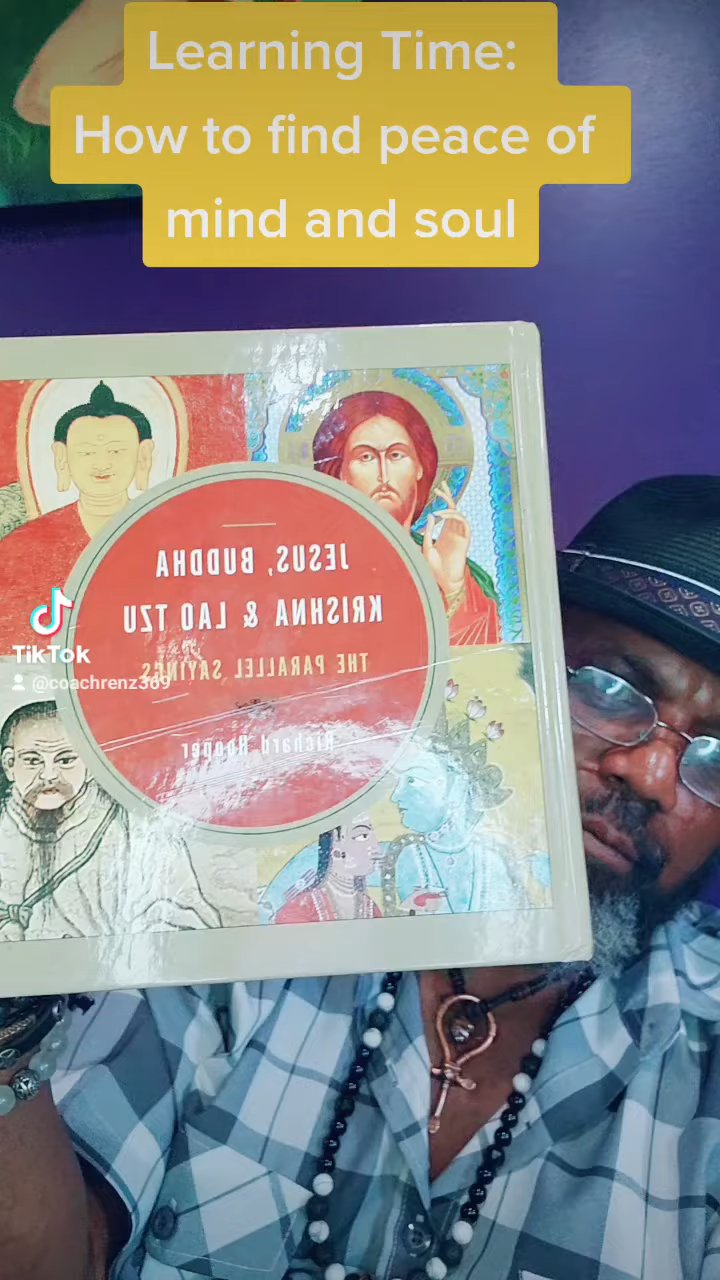 Learning Time:
How to find peace of
mind and soul
JESUS, BUDDHA
KRISHNA & LAO TZU
THE PARALLEL SAYINGS
Richard Hooper
TikTok
@coachrenz369